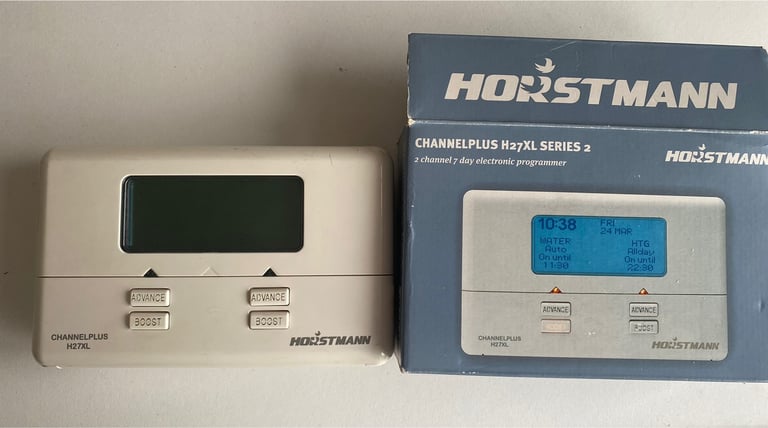 ADVANCE
ADVANCE
BOOST
BOOST
CHANNELPLUS
H27XL
HORSTMANN
HORSTMANN
CHANNELPLUS H27XL SERIES 2
2 channel 7 day electronic programmer
HORSTMANN
10:38
FRI
24 MAR
WATER
Auto
On until
11:30
HTG
Allday
On until
22:30
ADVANCE
ADVANCE
BOOST
CHANNELPLUS
H27XL
HORSTMANN